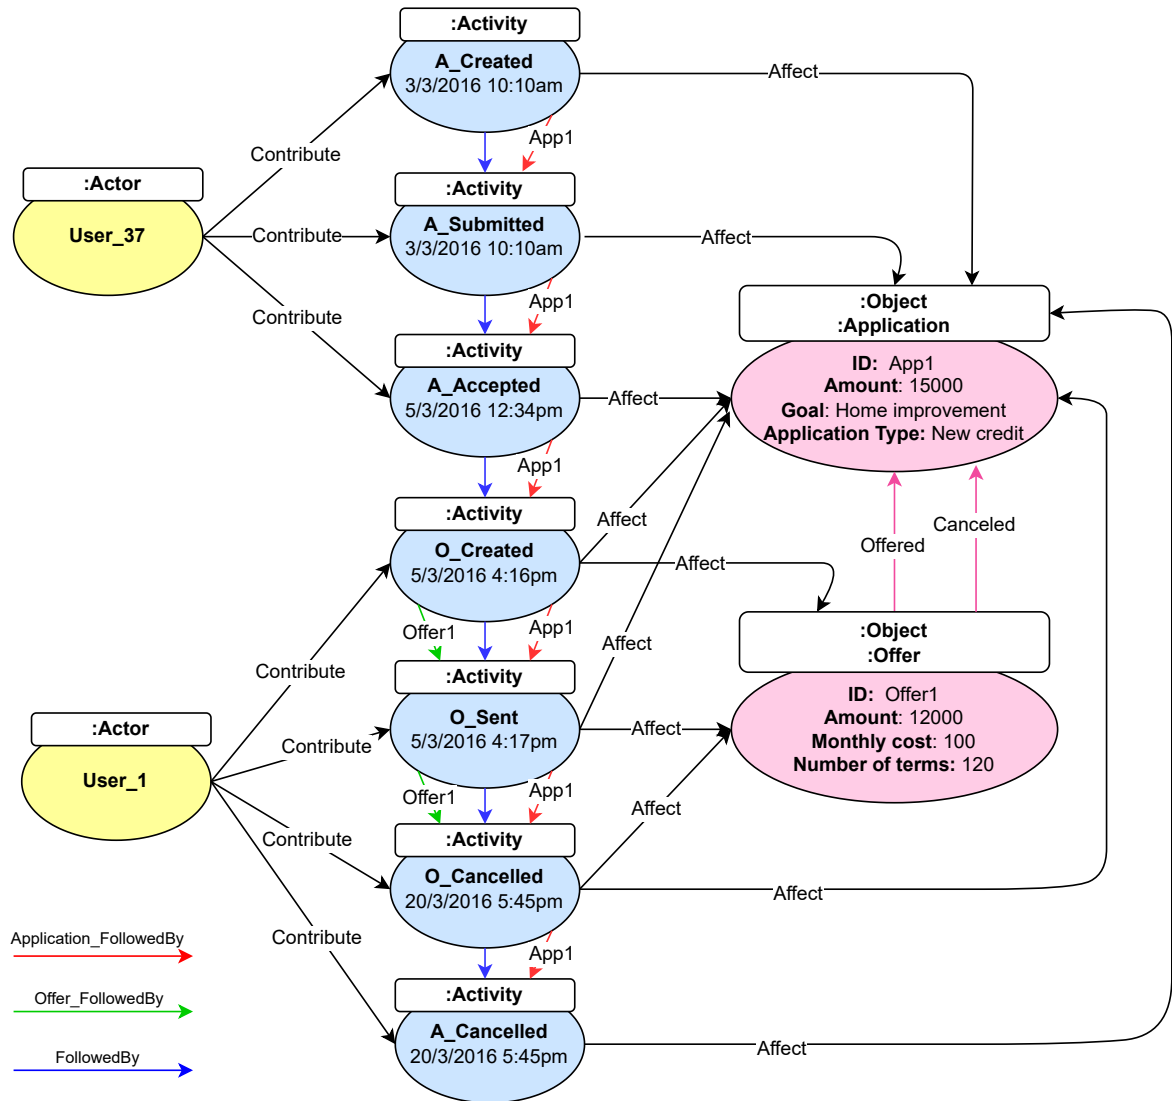 :Activity
A_Created
3/3/2016 10:10am
Affect
App1
Contribute
:Actor
User_37
Contribute
:Activity
A_Submitted
3/3/2016 10:10am
Affect
App1
Contribute
:Activity
A_Accepted
5/3/2016 12:34pm
Affect
:Object
:Application
ID: App1
Amount: 15000
Goal: Home improvement
Application Type: New credit
App1
:Activity
O_Created
5/3/2016 4:16pm
Affect
Affect
Offered
Canceled
Offer1
App1
Affect
:Object
:Offer
ID: Offer1
Amount: 12000
Monthly cost: 100
Number of terms: 120
Contribute
:Activity
O_Sent
5/3/2016 4:17pm
Affect
Contribute
:Actor
User_1
Offer1
App1
Affect
Contribute
:Activity
O_Cancelled
20/3/2016 5:45pm
Affect
Contribute
App1
:Activity
A_Cancelled
20/3/2016 5:45pm
Affect
Application_FollowedBy
Offer_FollowedBy
FollowedBy